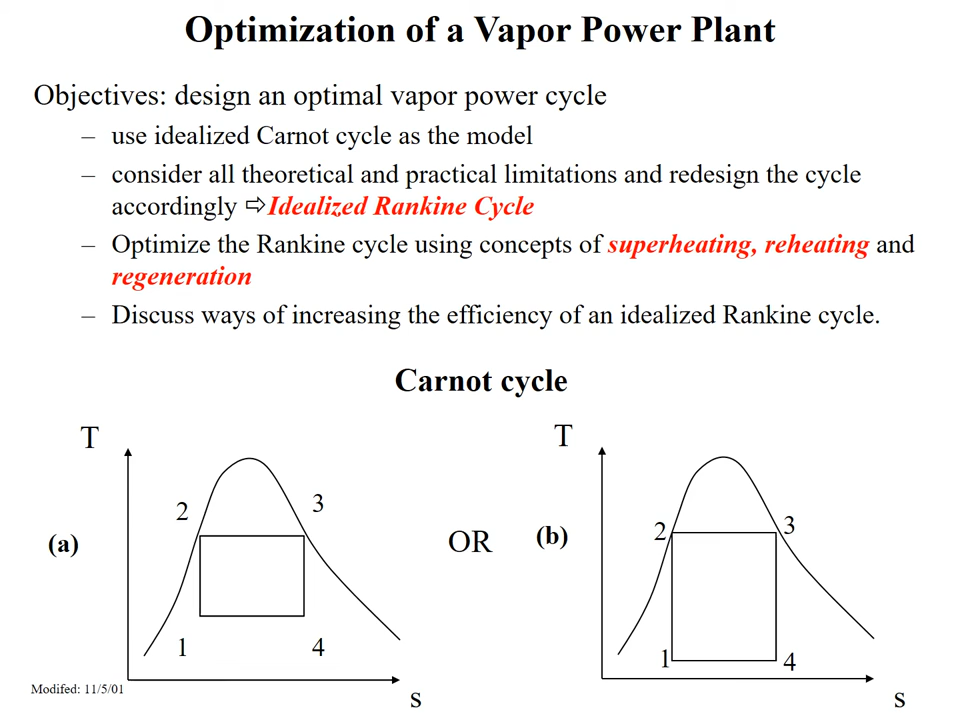 Optimization of a Vapor Power Plant
Objectives: design an optimal vapor power cycle
– use idealized Carnot cycle as the model
– consider all theoretical and practical limitations and redesign the cycle
accordingly ⇨Idealized Rankine Cycle
– Optimize the Rankine cycle using concepts of superheating, reheating and
regeneration
– Discuss ways of increasing the efficiency of an idealized Rankine cycle.
Carnot cycle
T
2
3
(a)
1
4
s
OR
T
(b)
2
3
1
4
s
Modifed: 11/5/01